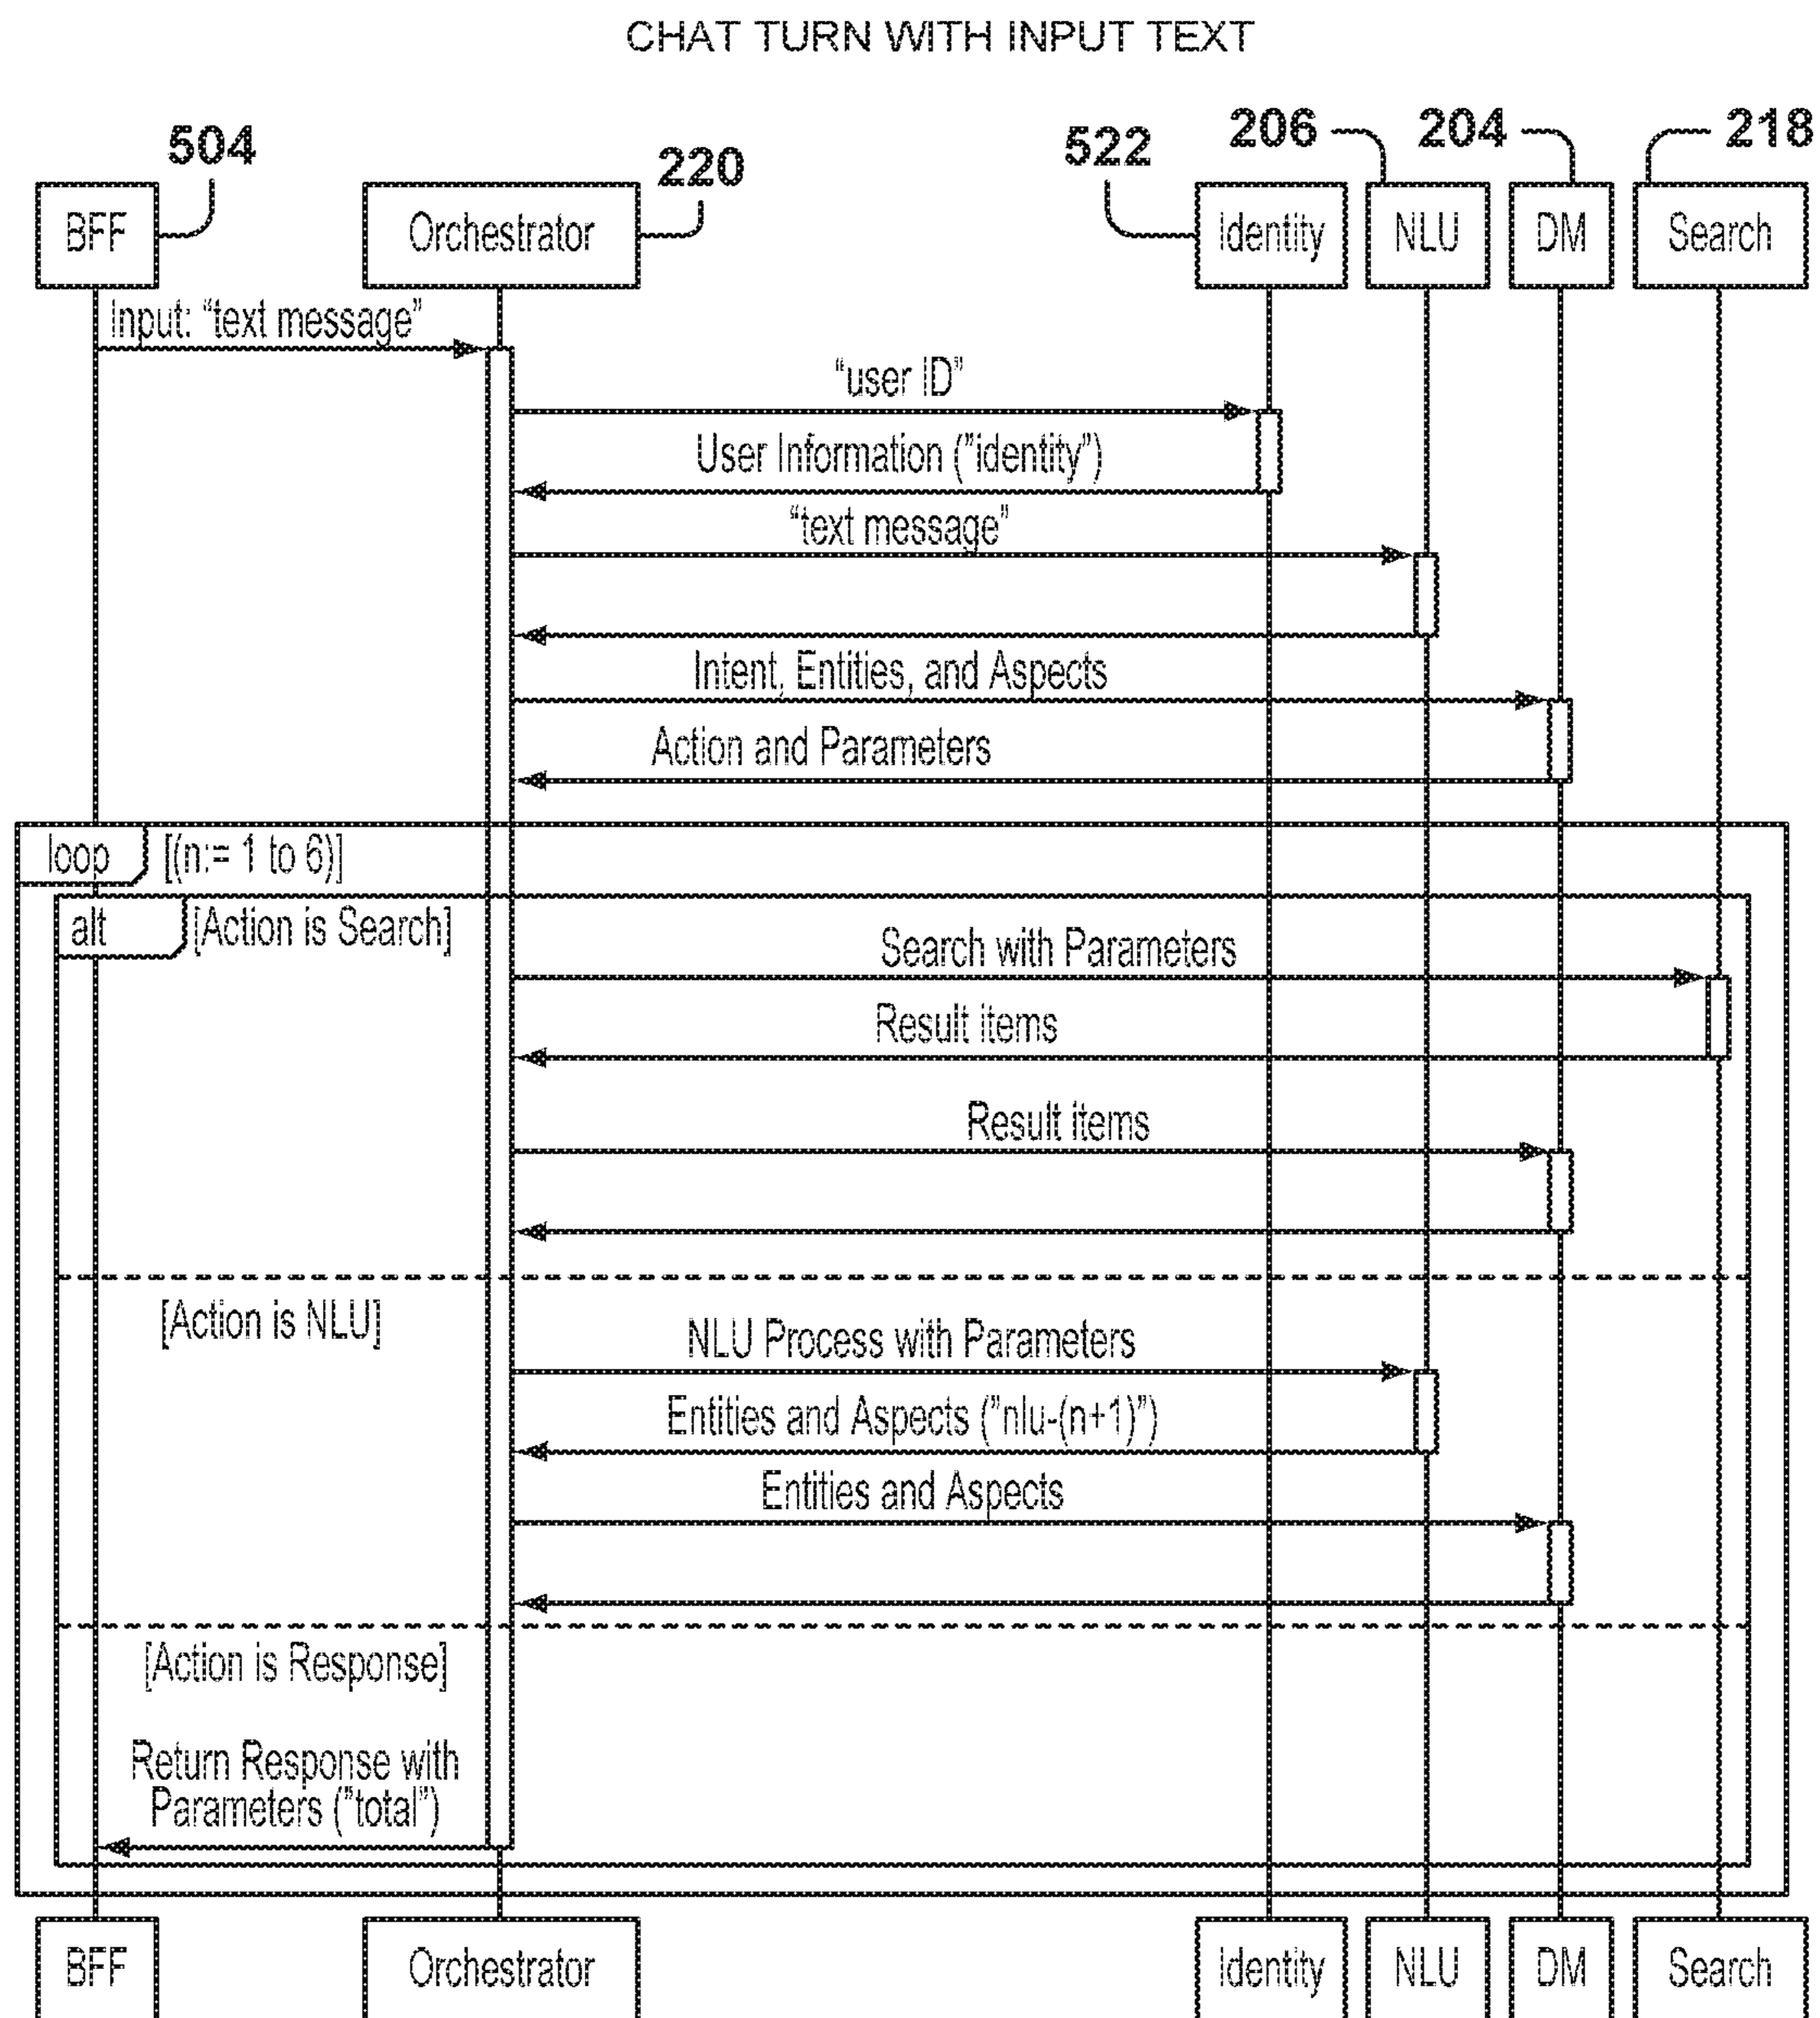 CHAT TURN WITH INPUT TEXT
504
220
522
206
204
218
BFF
Orchestrator
Identity
NLU
DM
Search
Input: “text message”
“user ID”
User Information (”identity”)
“text message”
Intent, Entities, and Aspects
Action and Parameters
loop
[(n:= 1 to 6)]
alt
[Action is Search]
Search with Parameters
Result items
Result items
[Action is NLU]
NLU Process with Parameters
Entities and Aspects (”nlu-(n+1)”)
Entities and Aspects
[Action is Response]
Return Response with
Parameters (”total”)
BFF
Orchestrator
Identity
NLU
DM
Search